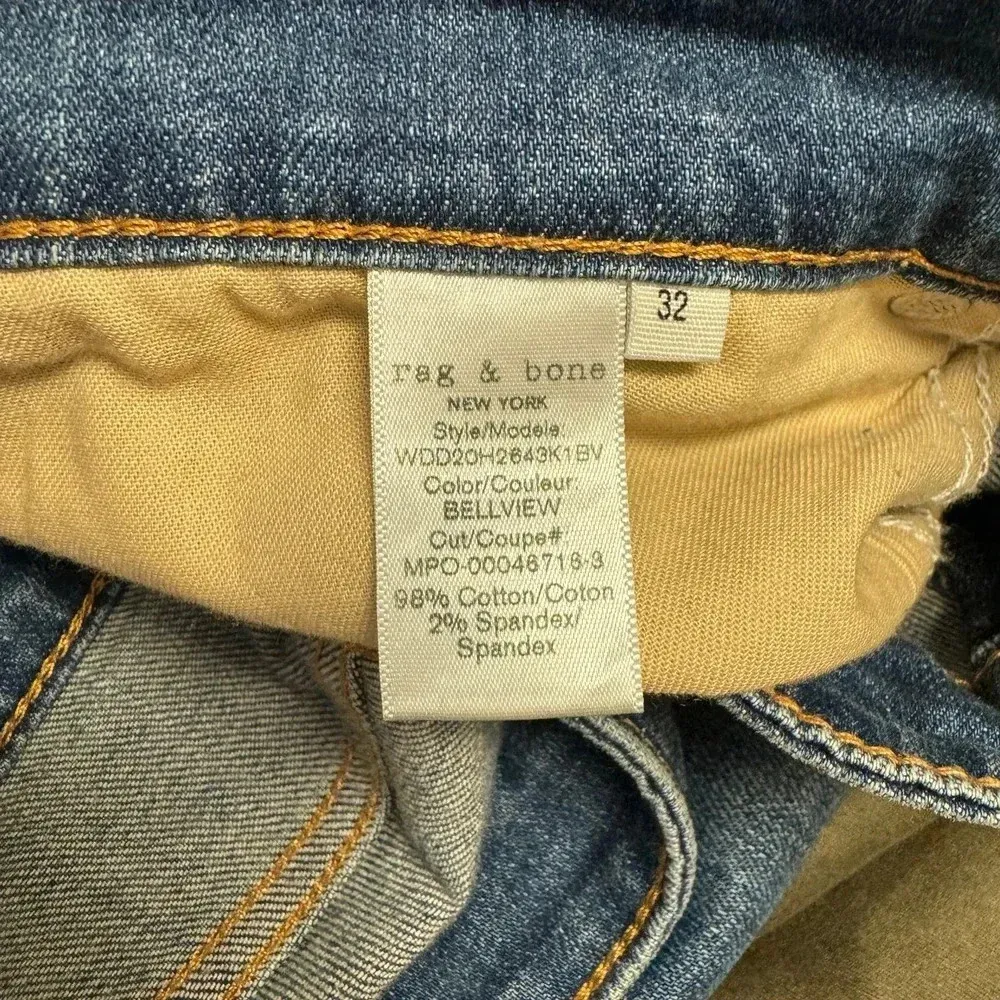 32
rag & bone
NEW YORK
Style/Modele
WDD20H2643K1BV
Color/Couleur:
BELLVIEW
Cut/Coupe#
MPO-00046716-3
98% Cotton/Coton
2% Spandex/
Spandex